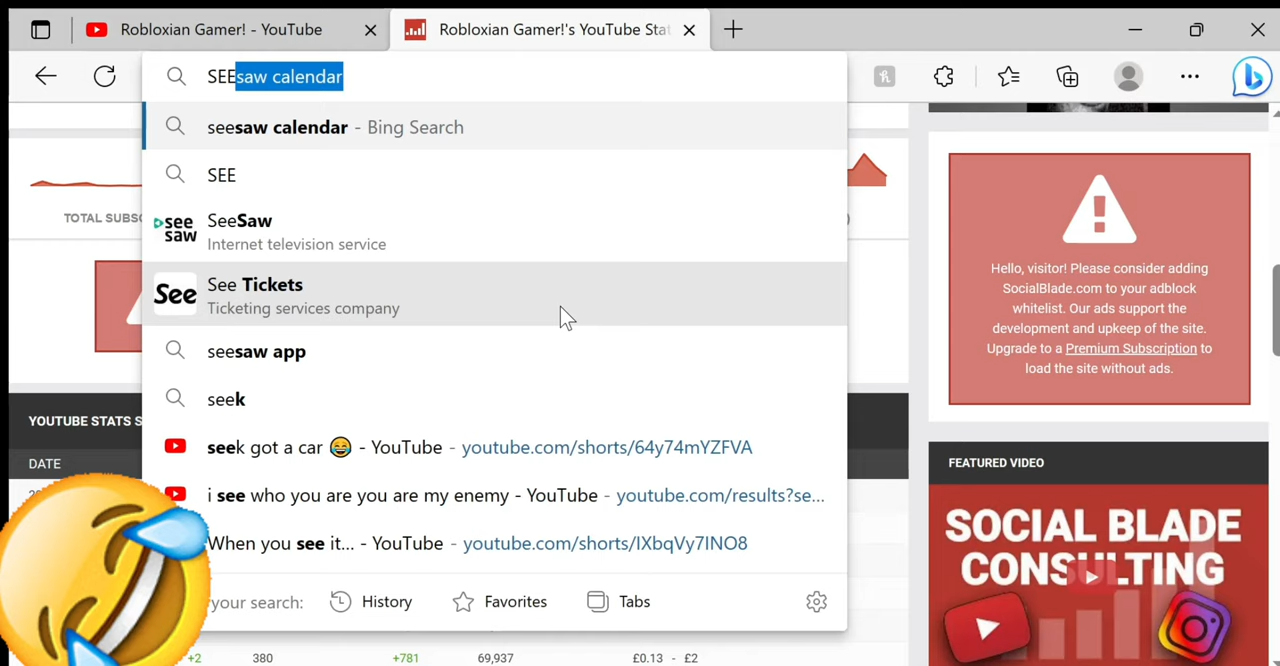 Robloxian Gamer! - YouTube
Robloxian Gamer!'s YouTube Stat
SEEsaw calendar
seesaw calendar - Bing Search
SEE
see saw
SeeSaw
Internet television service
See
See Tickets
Ticketing services company
seesaw app
seek
seek got a car 😂 - YouTube - youtube.com/shorts/64y74mYZFVA
i see who you are you are my enemy - YouTube - youtube.com/results?se...
When you see it... - YouTube - youtube.com/shorts/IXbqVy7INO8
your search:
History
Favorites
Tabs
TOTAL SUBSC
YOUTUBE STATS S
DATE
+2 380 +781 69,937 £0.13 - £2
Hello, visitor! Please consider adding
SocialBlade.com to your adblock
whitelist. Our ads support the
development and upkeep of the site.
Upgrade to a Premium Subscription to
load the site without ads.
FEATURED VIDEO
SOCIAL BLADE
CONSULTING